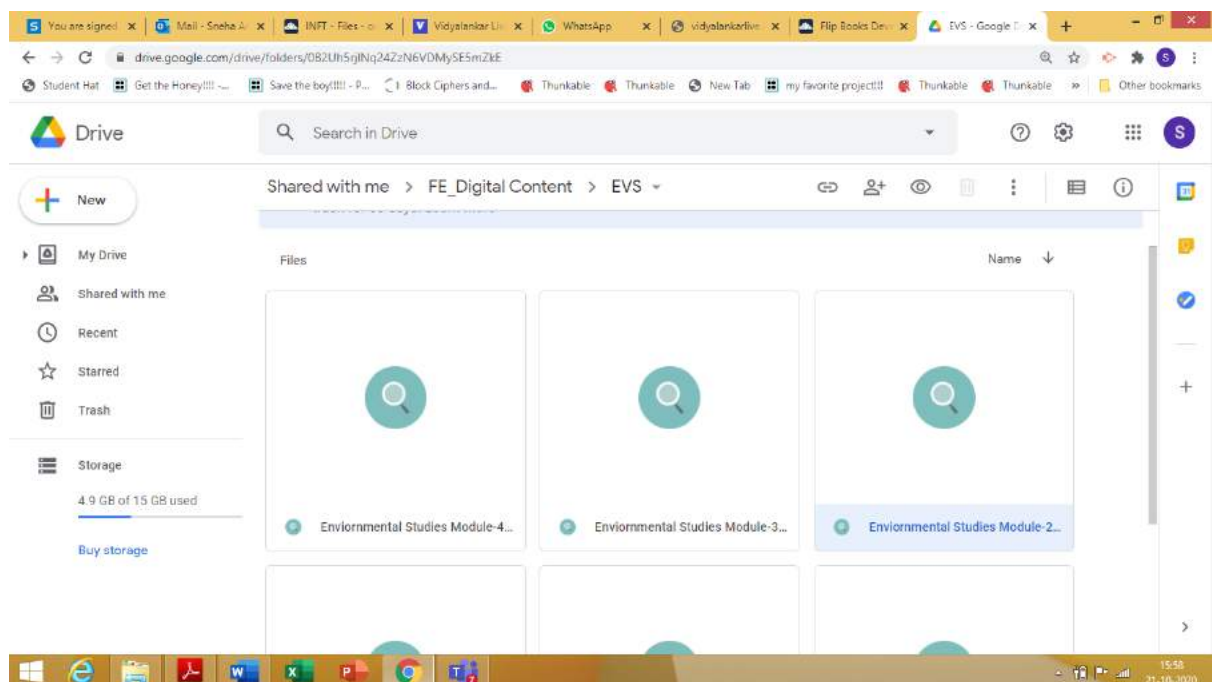 You are signed
Mail - Sneha A
INFT - Files - o
Vidyalankar Li
WhatsApp
vidyalankarlive
Flip Books Dev
EVS - Google D
drive.google.com/drive/folders/
Student Hat
Get the Honey!!!! -...
Save the boy!!!!! - P...
Block Ciphers and...
Thunkable
Thunkable
New Tab
my favorite project!!!
Thunkable
Thunkable
»
Other bookmarks
Drive
Search in Drive
S
New
Shared with me > FE_Digital Content > EVS
My Drive
Shared with me
Recent
Starred
Trash
Storage
4.9 GB of 15 GB used
Buy storage
Files
Name
Enviornmental Studies Module-4...
Enviornmental Studies Module-3...
Enviornmental Studies Module-2...
15:58
21-10-2020